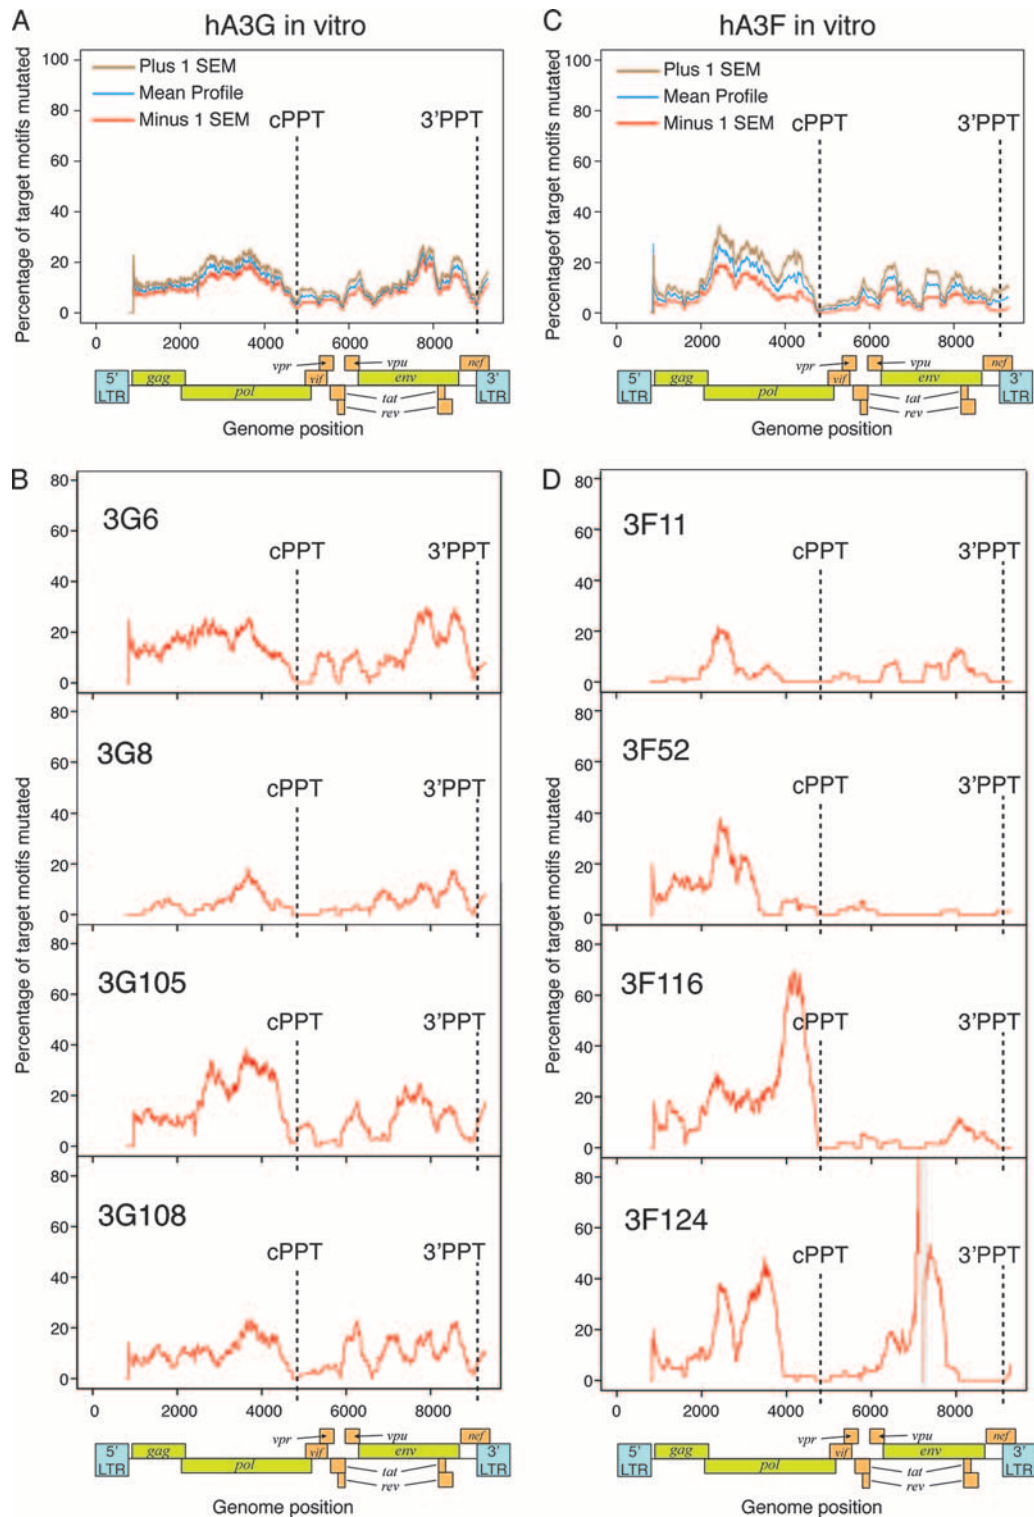 A
hA3G in vitro
Percentage of target motifs mutated
100
80
60
40
20
0
Plus 1 SEM
Mean Profile
Minus 1 SEM
cPPT
3'PPT
0 2000 4000 6000 8000
5' LTR
gag
pol
vif
vpr
vpu
env
tat
rev
nef
3' LTR
Genome position
C
hA3F in vitro
Percentageof target motifs mutated
100
80
60
40
20
0
Plus 1 SEM
Mean Profile
Minus 1 SEM
cPPT
3'PPT
0 2000 4000 6000 8000
5' LTR
gag
pol
vif
vpr
vpu
env
tat
rev
nef
3' LTR
Genome position
B
Percentage of target motifs mutated
80
60
40
20
0
3G6
cPPT
3'PPT
80
60
40
20
0
3G8
cPPT
3'PPT
80
60
40
20
0
3G105
cPPT
3'PPT
80
60
40
20
0
3G108
cPPT
3'PPT
0 2000 4000 6000 8000
5' LTR
gag
pol
vif
vpr
vpu
env
tat
rev
nef
3' LTR
Genome position
D
Percentage of target motifs mutated
80
60
40
20
0
3F11
cPPT
3'PPT
80
60
40
20
0
3F52
cPPT
3'PPT
80
60
40
20
0
3F116
cPPT
3'PPT
80
60
40
20
0
3F124
cPPT
3'PPT
0 2000 4000 6000 8000
5' LTR
gag
pol
vif
vpr
vpu
env
tat
rev
nef
3' LTR
Genome position